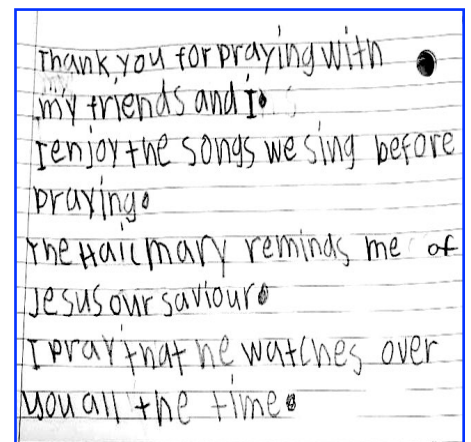 Thank you for praying with
my friends and I.
I enjoy the songs we sing before
praying.
The Hail mary reminds me of
Jesus our saviour.
I pray that he watches over
you all the time.